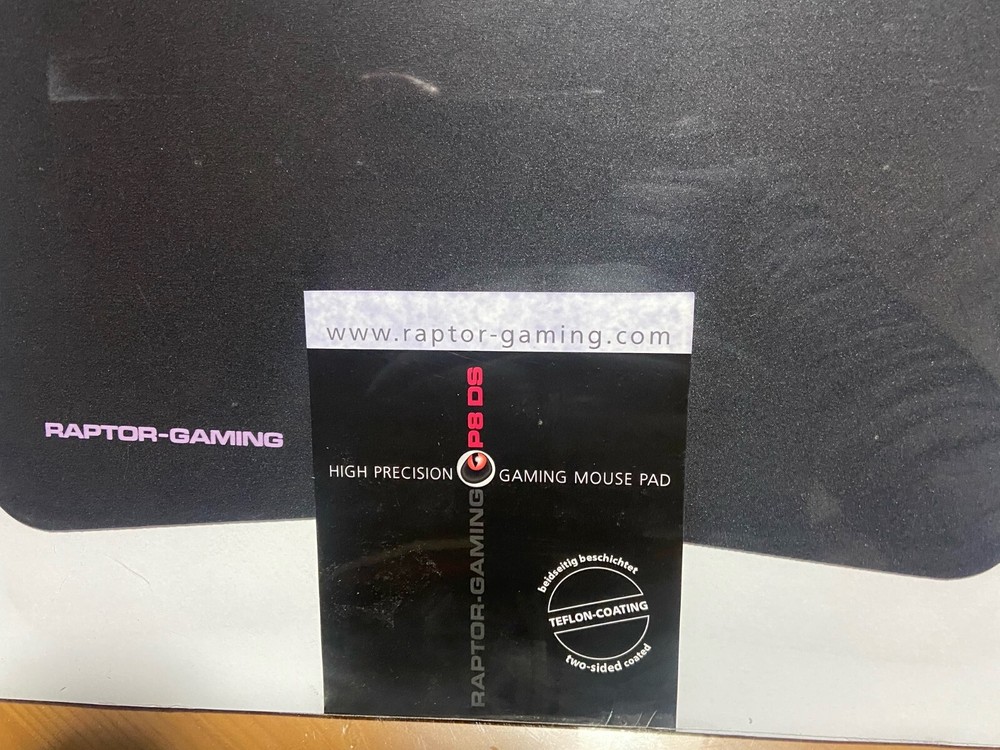 www.raptor-gaming.com
RAPTOR-GAMING P8 DS
HIGH PRECISION GAMING MOUSE PAD
RAPTOR-GAMING
beidseitig beschichtet
TEFLON-COATING
two-sided coated